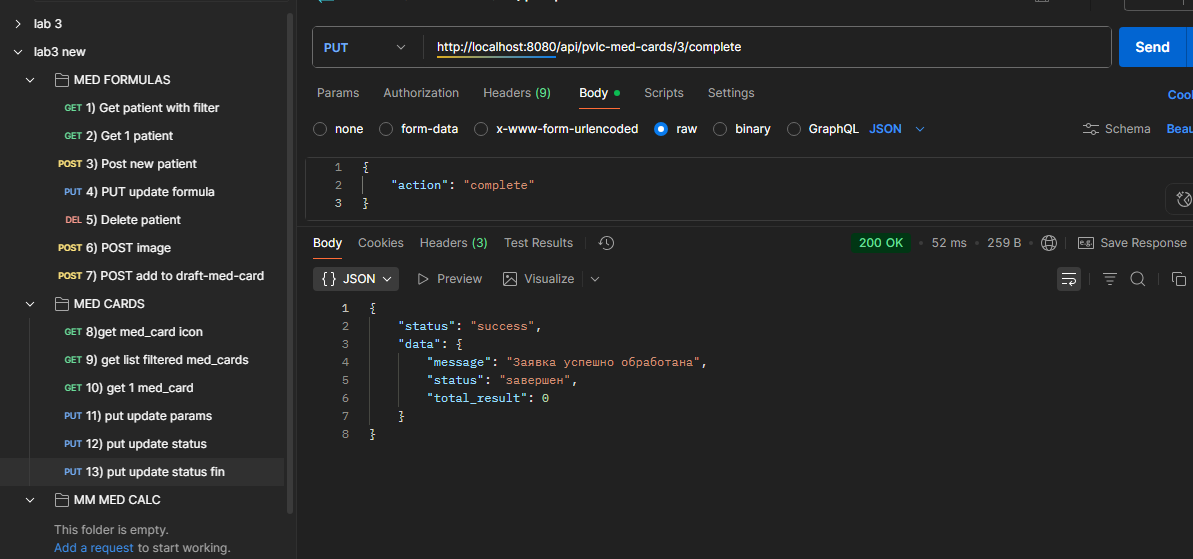 lab 3
lab3 new
MED FORMULAS
GET 1) Get patient with filter
GET 2) Get 1 patient
POST 3) Post new patient
PUT 4) PUT update formula
DEL 5) Delete patient
POST 6) POST image
POST 7) POST add to draft-med-card
MED CARDS
GET 8)get med_card icon
GET 9) get list filtered med_cards
GET 10) get 1 med_card
PUT 11) put update params
PUT 12) put update status
PUT 13) put update status fin
MM MED CALC
This folder is empty.
Add a request to start working.
PUT http://localhost:8080/api/pvlc-med-cards/3/complete Send
Params Authorization Headers (9) Body Scripts Settings
none form-data x-www-form-urlencoded raw binary GraphQL JSON Schema
1 {
2 "action": "complete"
3 }
Body Cookies Headers (3) Test Results 200 OK 52 ms 259 B e.g. Save Response
{} JSON Preview Visualize
1 {
2 "status": "success",
3 "data": {
4 "message": "Заявка успешно обработана",
5 "status": "завершен",
6 "total_result": 0
7 }
8 }